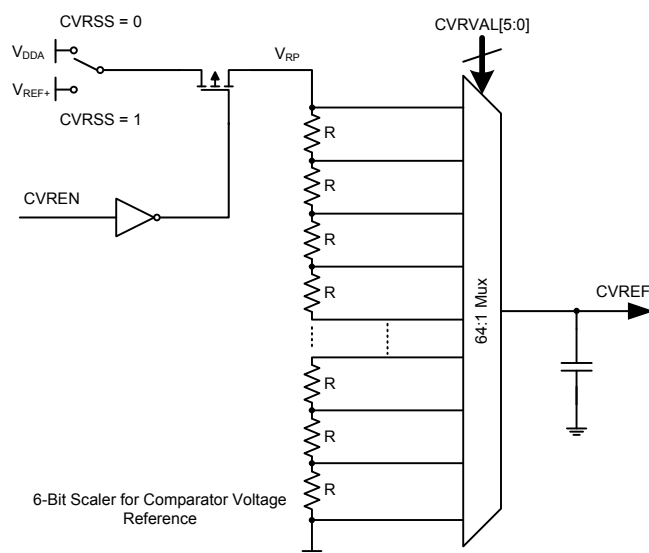 CVRSS = 0
CVRVAL[5:0]
VDDA
VRP
VREF+
CVRSS = 1
R
R
CVREN
R
R
CVREF
64:1 Mux
R
R
R
6-Bit Scaler for Comparator Voltage
Reference